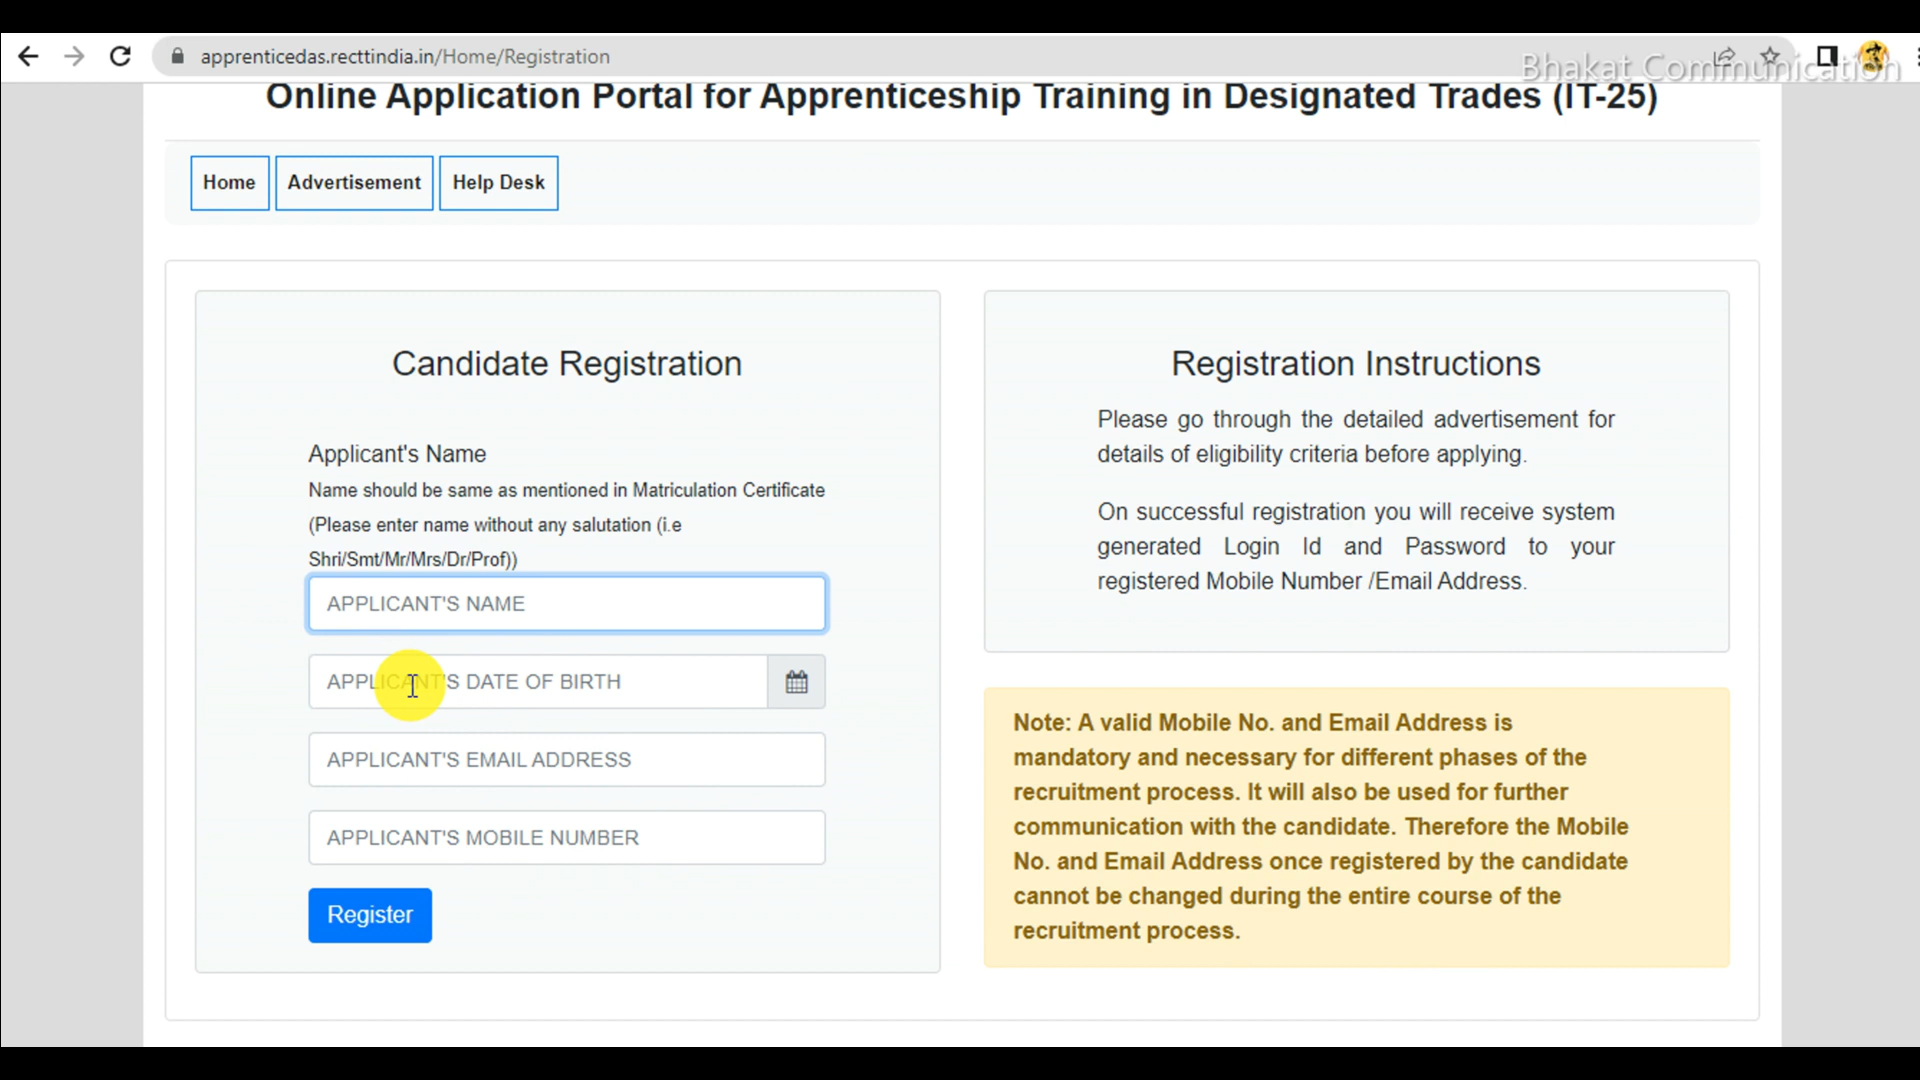 apprenticedas.recttindia.in/Home/Registration
Bhakat Communication
Online Application Portal for Apprenticeship Training in Designated Trades (IT-25)
Home
Advertisement
Help Desk
Candidate Registration
Applicant's Name
Name should be same as mentioned in Matriculation Certificate
(Please enter name without any salutation (i.e
Shri/Smt/Mr/Mrs/Dr/Prof))
APPLICANT'S NAME
APPLICANT'S DATE OF BIRTH
APPLICANT'S EMAIL ADDRESS
APPLICANT'S MOBILE NUMBER
Register
Registration Instructions
Please go through the detailed advertisement for
details of eligibility criteria before applying.
On successful registration you will receive system
generated Login Id and Password to your
registered Mobile Number /Email Address.
Note: A valid Mobile No. and Email Address is
mandatory and necessary for different phases of the
recruitment process. It will also be used for further
communication with the candidate. Therefore the Mobile
No. and Email Address once registered by the candidate
cannot be changed during the entire course of the
recruitment process.